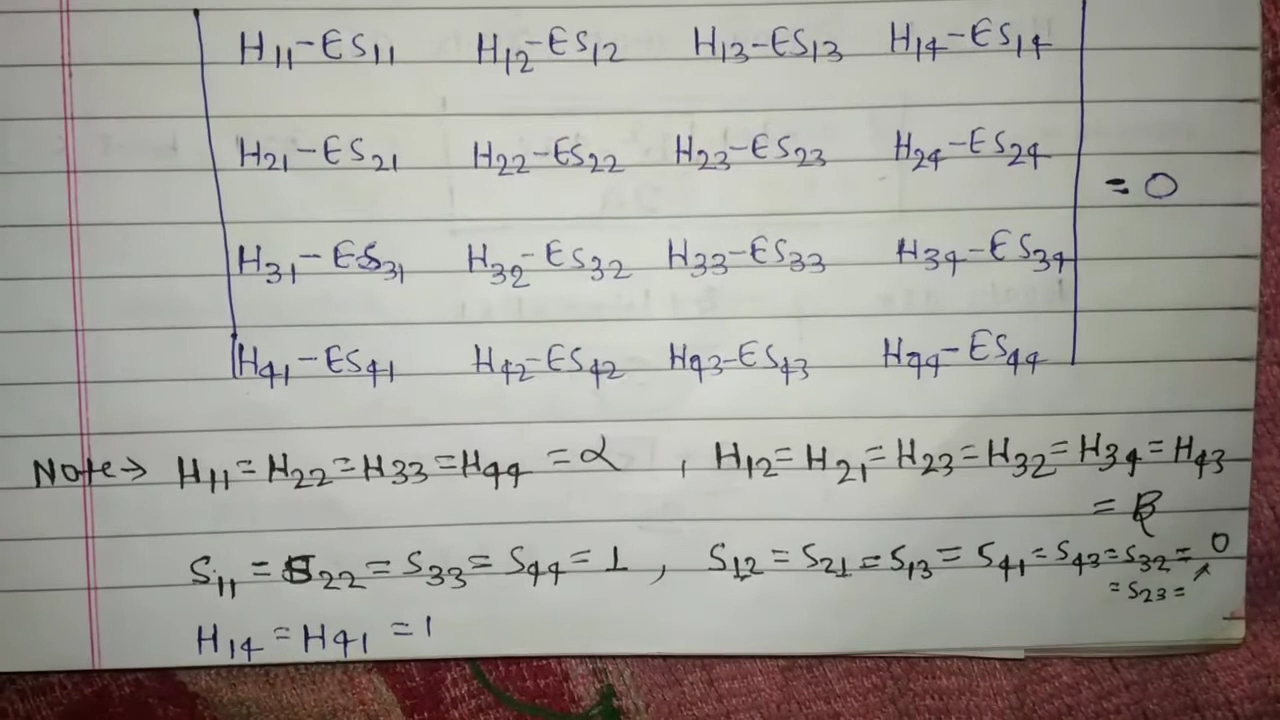 H₁₁-ES₁₁ H₁₂-ES₁₂ H₁₃-ES₁₃ H₁₄-ES₁₄
H₂₁-ES₂₁ H₂₂-ES₂₂ H₂₃-ES₂₃ H₂₄-ES₂₄
= 0
H₃₁-ES₃₁ H₃₂-ES₃₂ H₃₃-ES₃₃ H₃₄-ES₃₄
H₄₁-ES₄₁ H₄₂-ES₄₂ H₄₃-ES₄₃ H₄₄-ES₄₄
Note→ H₁₁=H₂₂=H₃₃=H₄₄=α , H₁₂=H₂₁=H₂₃=H₃₂=H₃₄=H₄₃
= β
S₁₁=S₂₂=S₃₃=S₄₄=1, S₁₂=S₂₁=S₁₃=S₄₁=S₄₃=S₃₂= 0
=S₂₃=
H₁₄=H₄₁=1